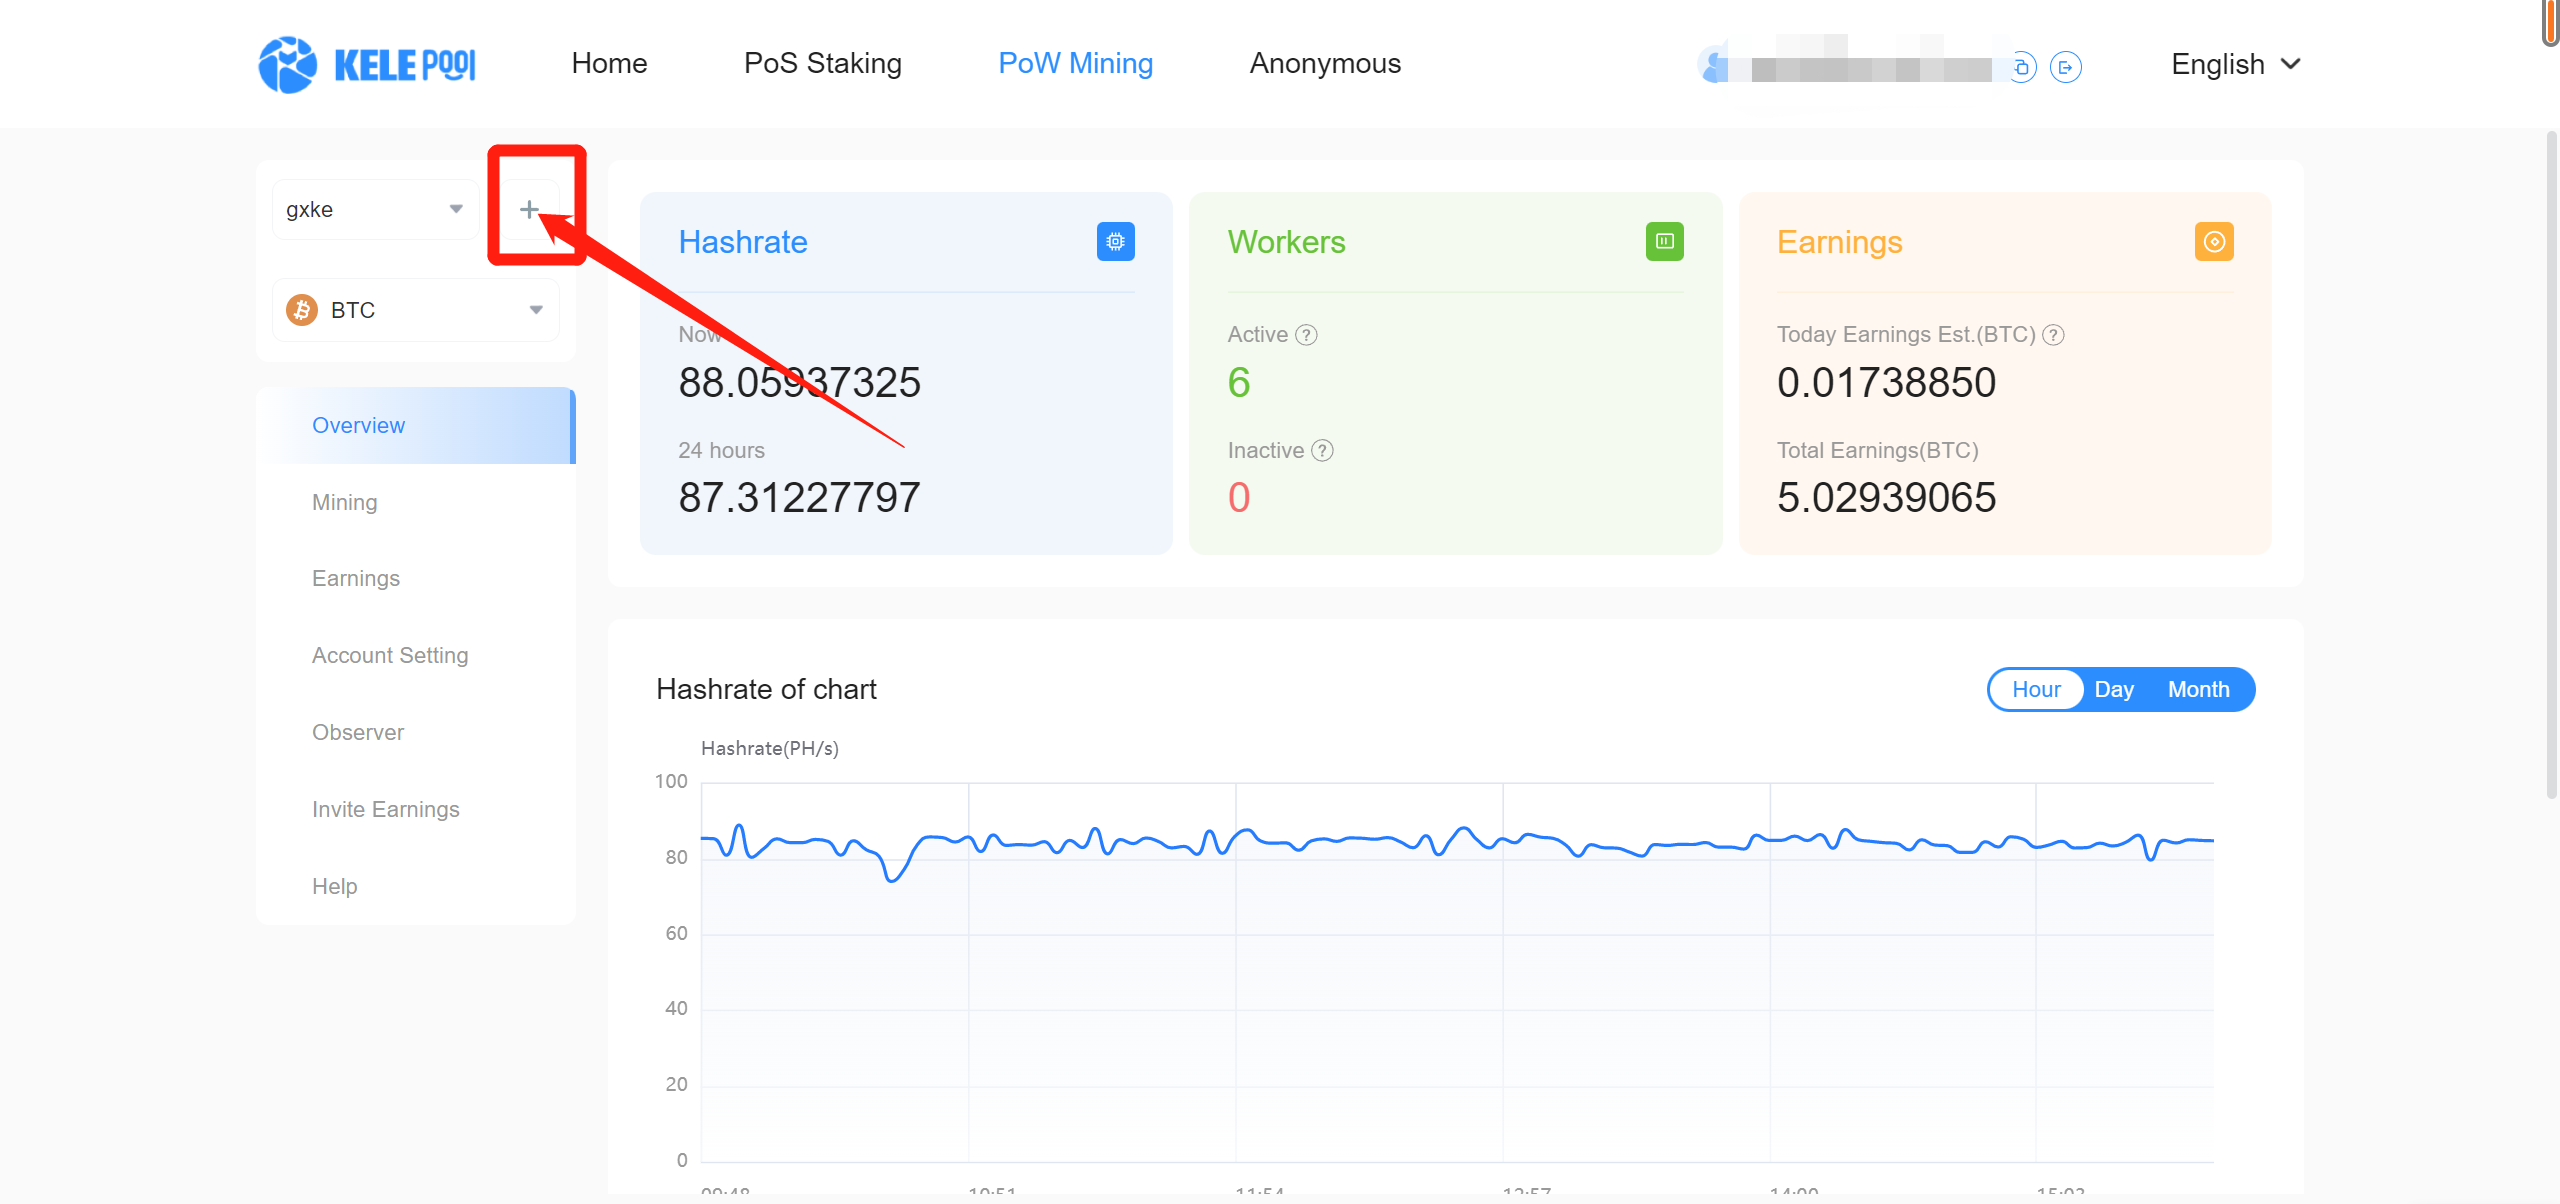 KELE POOL
Home
PoS Staking
PoW Mining
Anonymous
English
gxke
BTC
Overview
Mining
Earnings
Account Setting
Observer
Invite Earnings
Help
Hashrate
Now
88.05937325
24 hours
87.31227797
Workers
Active
6
Inactive
0
Earnings
Today Earnings Est.(BTC)
0.01738850
Total Earnings(BTC)
5.02939065
Hashrate of chart
Hour Day Month
Hashrate(PH/s)
100
80
60
40
20
0
09:48 10:51 11:54 12:57 14:00 15:03